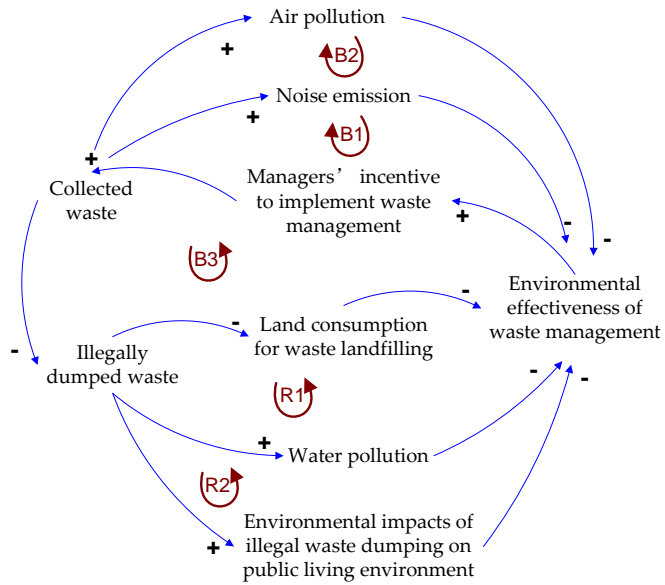 Air pollution
+
B2
Noise emission
+
B1
+
Collected
waste
Managers’ incentive
to implement waste
management
+
-
-
B3
Environmental
effectiveness of
waste management
-
-
Land consumption
for waste landfilling
-
Illegally
dumped waste
R1
-
-
+
Water pollution
R2
+
Environmental impacts of
illegal waste dumping on
public living environment